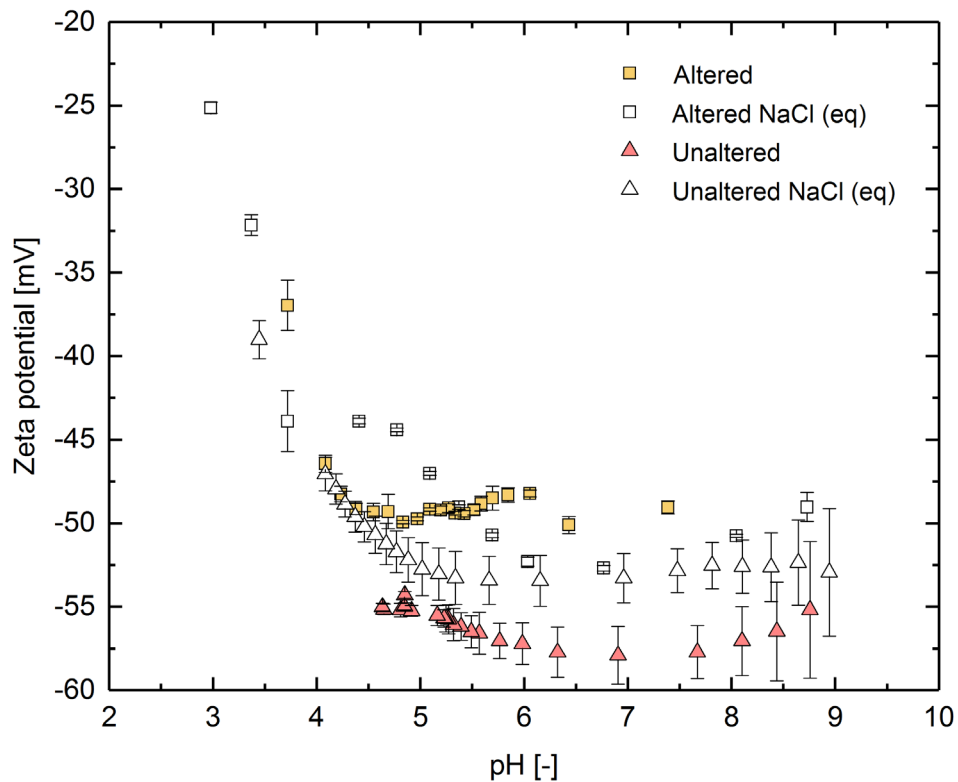 -20
-25
-30
-35
-40
-45
-50
-55
-60
Zeta potential [mV]
Altered
Altered NaCl (eq)
Unaltered
Unaltered NaCl (eq)
2 3 4 5 6 7 8 9 10
pH [-]